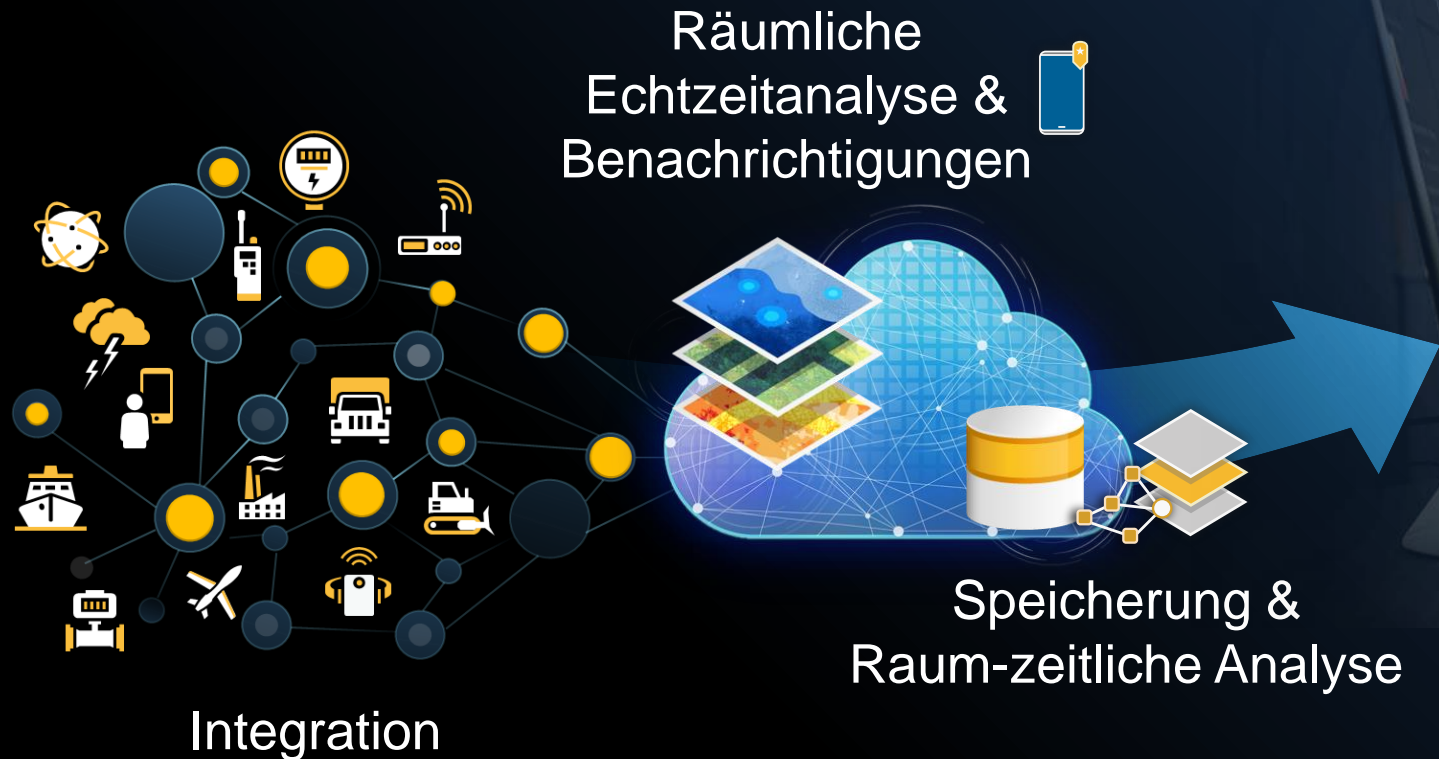 Räumliche
Echtzeitanalyse &
Benachrichtigungen
Speicherung &
Raum-zeitliche Analyse
Integration